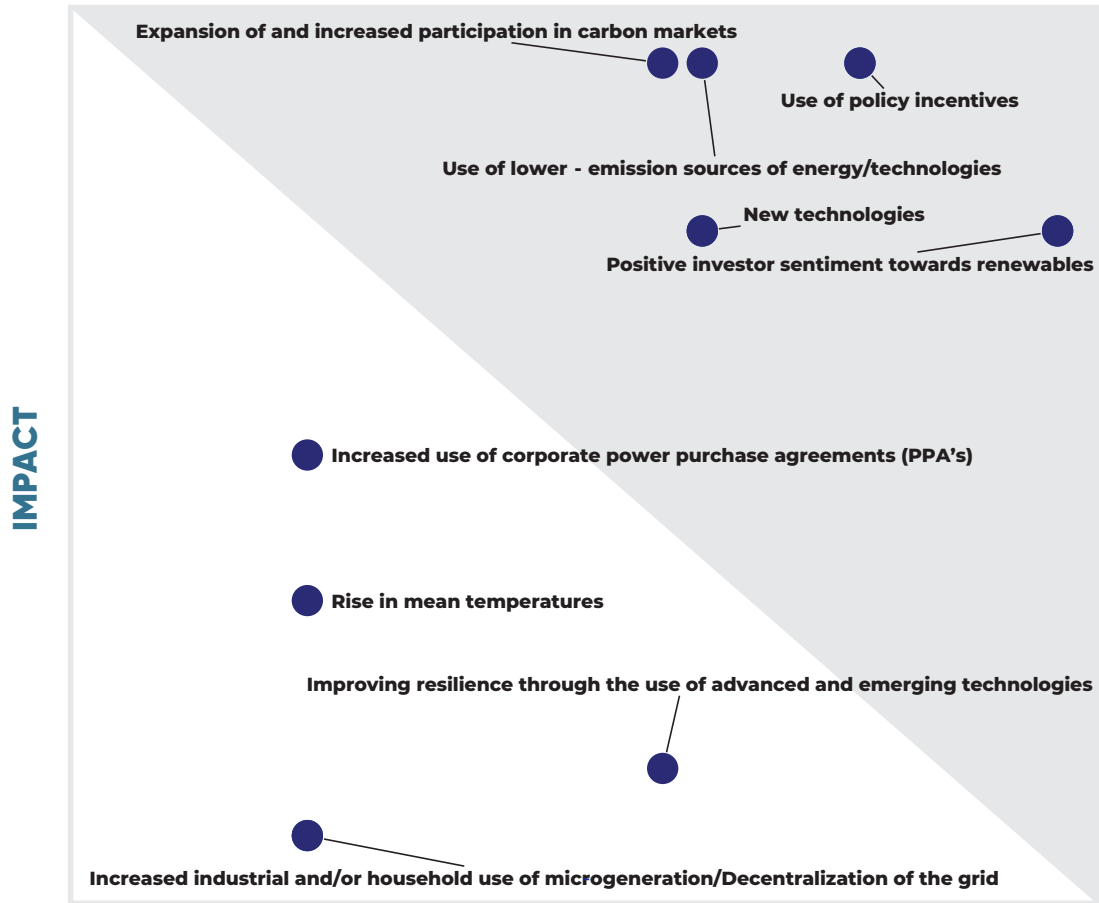 Expansion of and increased participation in carbon markets
Use of policy incentives
Use of lower - emission sources of energy/technologies
New technologies
Positive investor sentiment towards renewables
IMPACT
Increased use of corporate power purchase agreements (PPA’s)
Rise in mean temperatures
Improving resilience through the use of advanced and emerging technologies
Increased industrial and/or household use of microgeneration/Decentralization of the grid